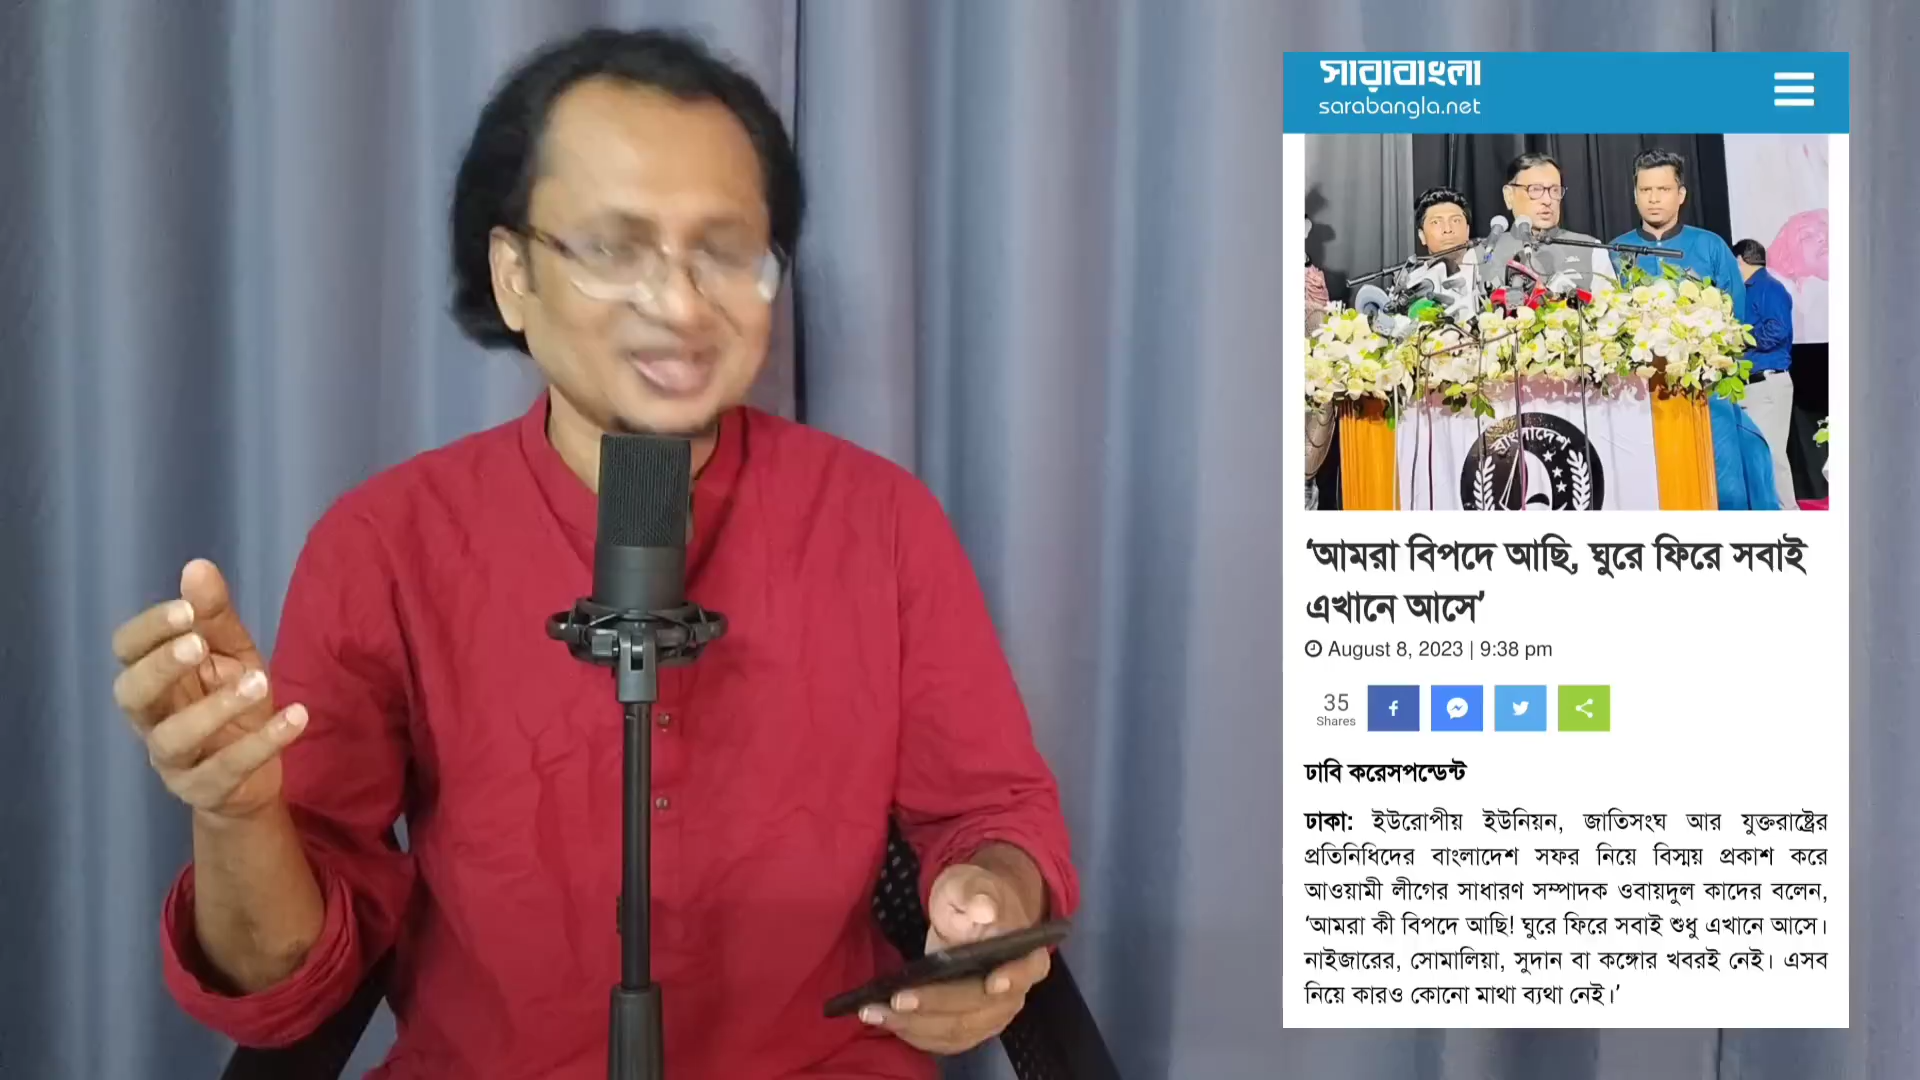 সারাবাংলা
sarabangla.net
বাংলাদেশ
‘আমরা বিপদে আছি, ঘুরে ফিরে সবাই
এখানে আসে’
August 8, 2023 | 9:38 pm
35
Shares
ঢাবি করেসপন্ডেন্ট
ঢাকা: ইউরোপীয় ইউনিয়ন, জাতিসংঘ আর যুক্তরাষ্ট্রের
প্রতিনিধিদের বাংলাদেশ সফর নিয়ে বিস্ময় প্রকাশ করে
আওয়ামী লীগের সাধারণ সম্পাদক ওবায়দুল কাদের বলেন,
‘আমরা কী বিপদে আছি! ঘুরে ফিরে সবাই শুধু এখানে আসে।
নাইজারের, সোমালিয়া, সুদান বা কঙ্গোর খবরই নেই। এসব
নিয়ে কারও কোনো মাথা ব্যথা নেই।’